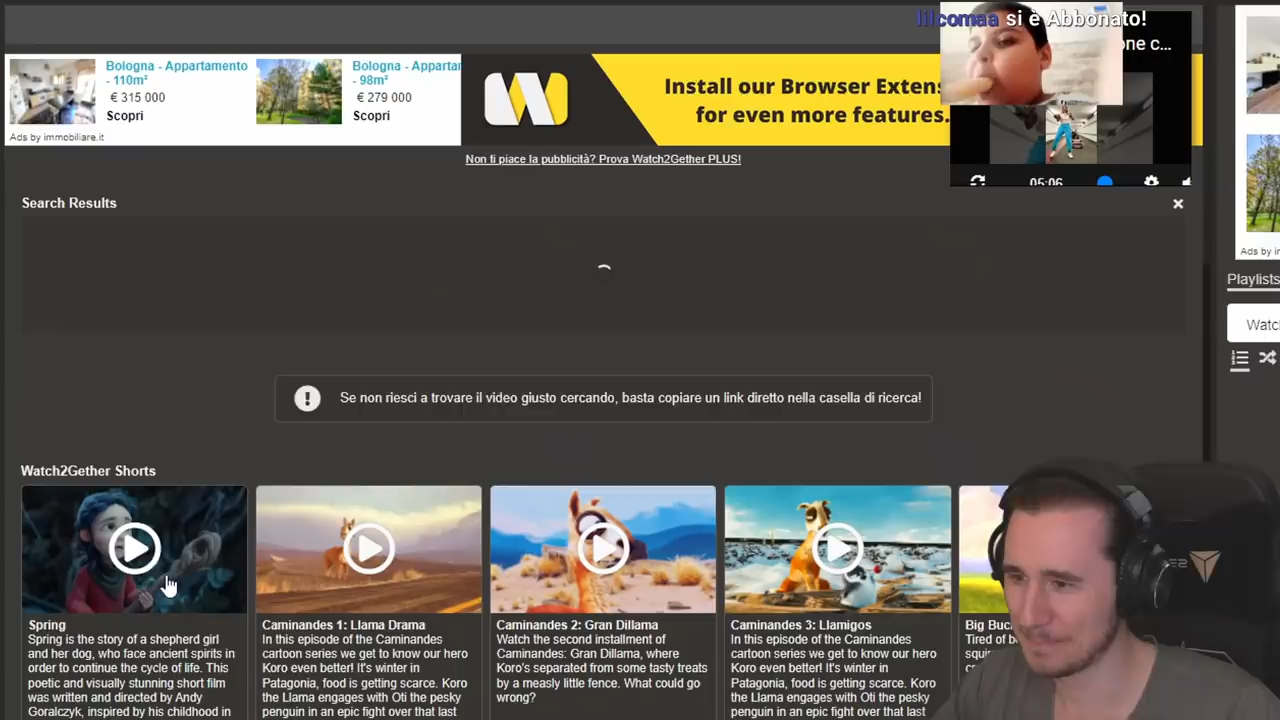 lilcomaa si è Abbonato!
one c...
Bologna - Appartamento - 110m²
€ 315 000
Scopri
Bologna - Appartam
- 98m²
€ 279 000
Scopri
Ads by immobiliare.it
Install our Browser Extens
for even more features.
05:06
Non ti piace la pubblicità? Prova Watch2Gether PLUS!
Search Results
Ads by im
Playlists
Watc
Se non riesci a trovare il video giusto cercando, basta copiare un link diretto nella casella di ricerca!
Watch2Gether Shorts
Spring
Spring is the story of a shepherd girl
and her dog, who face ancient spirits in
order to continue the cycle of life. This
poetic and visually stunning short film
was written and directed by Andy
Goralczyk, inspired by his childhood in
Caminandes 1: Llama Drama
In this episode of the Caminandes
cartoon series we get to know our hero
Koro even better! It's winter in
Patagonia, food is getting scarce. Koro
the Llama engages with Oti the pesky
penguin in an epic fight over that last
Caminandes 2: Gran Dillama
Watch the second installment of
Caminandes: Gran Dillama, where
Koro's separated from some tasty treats
by a measly little fence. What could go
wrong?
Caminandes 3: Llamigos
In this episode of the Caminandes
cartoon series we get to know our hero
Koro even better! It's winter in
Patagonia, food is getting scarce. Koro
the Llama engages with Oti the pesky
penguin in an epic fight over that last
Big Buc
Tired of b
squir